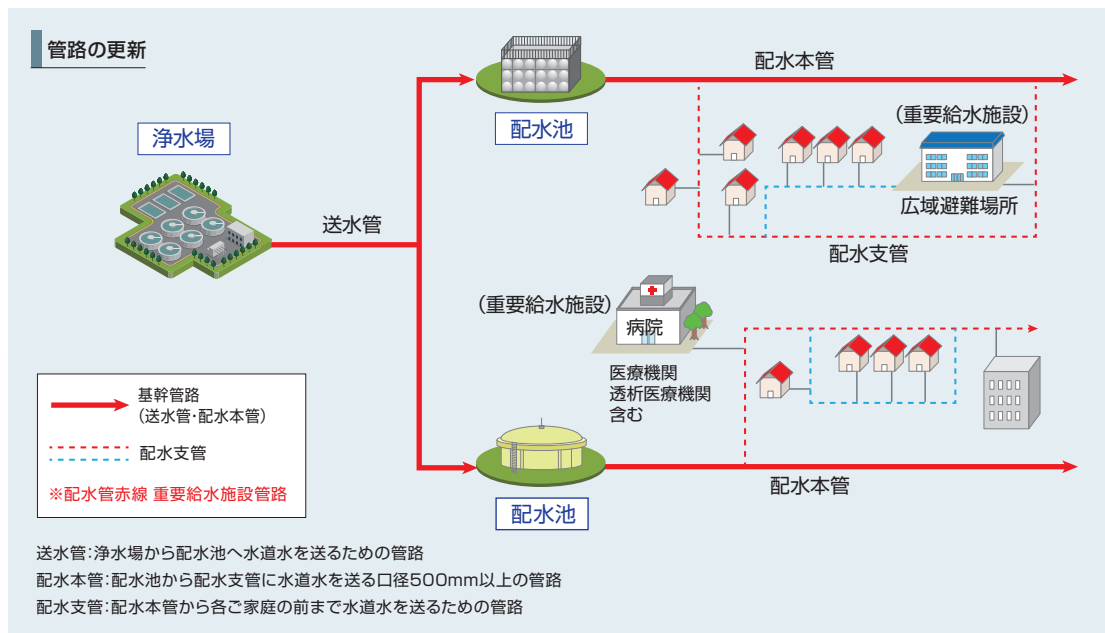 管路の更新
浄水場
送水管
配水池
配水本管
(重要給水施設)
広域避難場所
配水支管
(重要給水施設)
病院
医療機関
透析医療機関
含む
配水池
配水本管
基幹管路
(送水管・配水本管)
配水支管
※配水管赤線 重要給水施設管路
送水管:浄水場から配水池へ水道水を送るための管路
配水本管:配水池から配水支管に水道水を送る口径500mm以上の管路
配水支管:配水本管から各ご家庭の前まで水道水を送るための管路